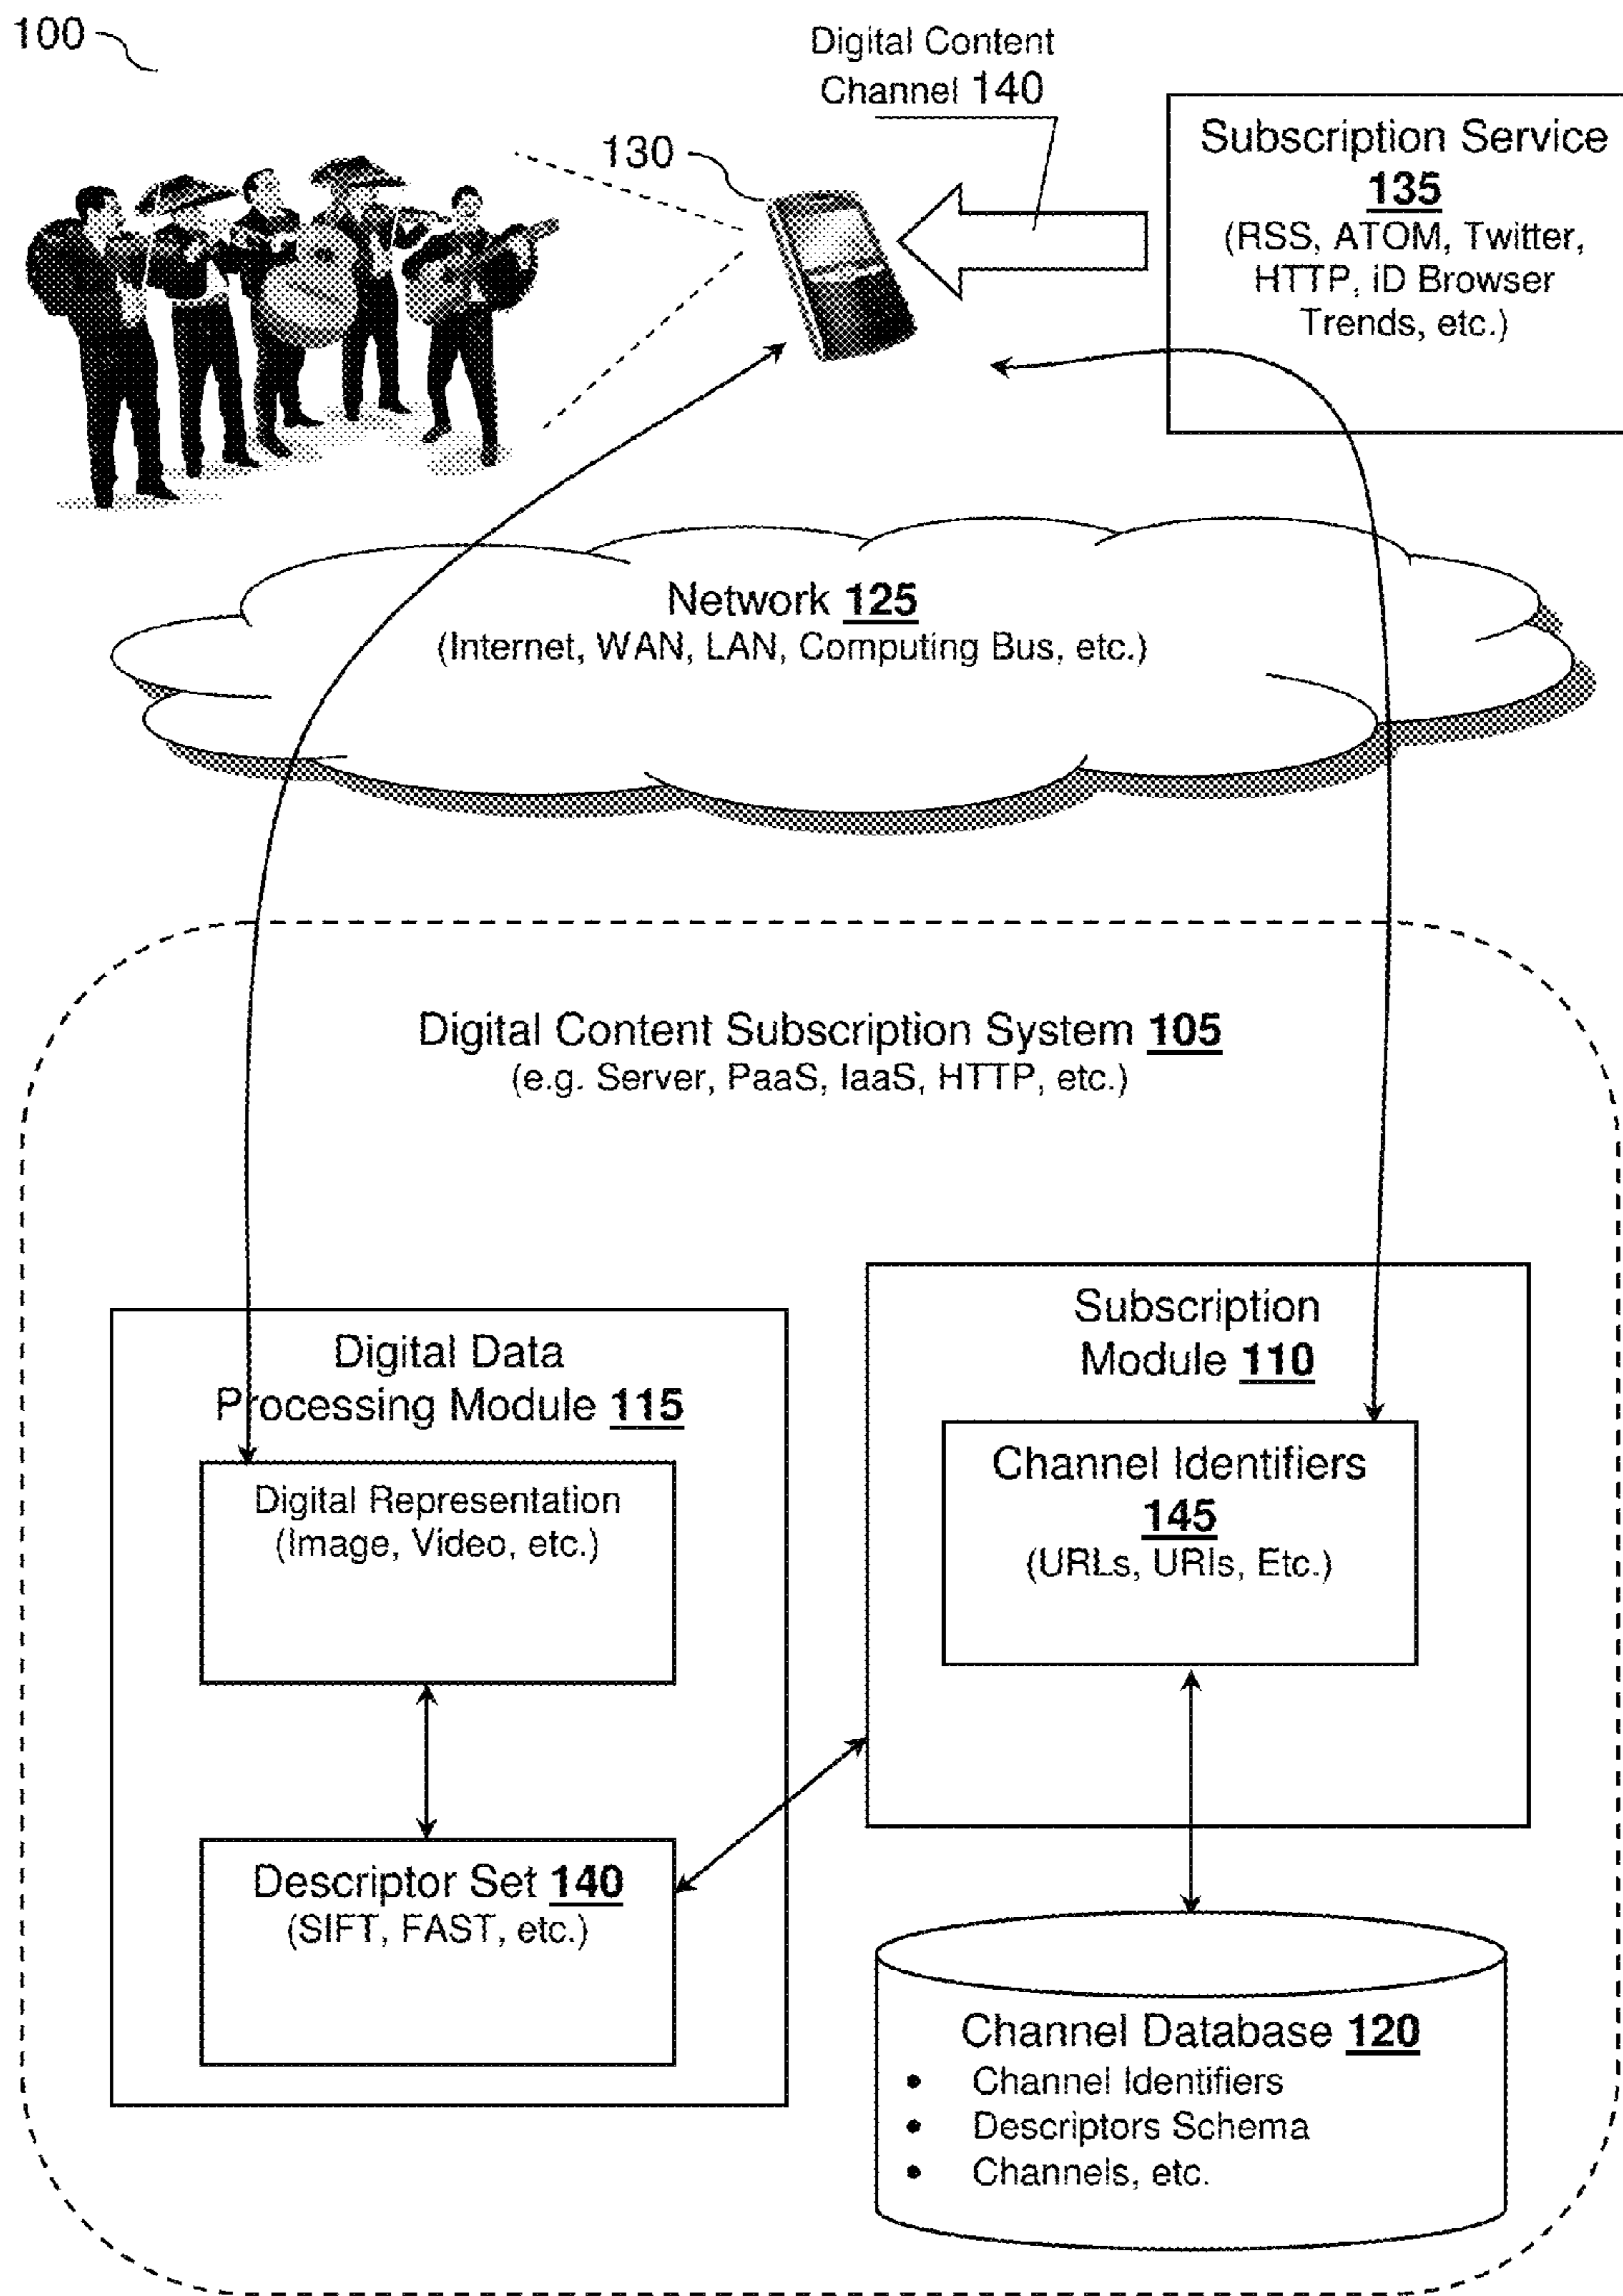 100
Digital Content
Channel 140
130
Subscription Service
135
(RSS, ATOM, Twitter,
HTTP, iD Browser
Trends, etc.)
Network 125
(Internet, WAN, LAN, Computing Bus, etc.)
Digital Content Subscription System 105
(e.g. Server, PaaS, IaaS, HTTP, etc.)
Digital Data
Processing Module 115
Digital Representation
(Image, Video, etc.)
Descriptor Set 140
(SIFT, FAST, etc.)
Subscription
Module 110
Channel Identifiers
145
(URLs, URIs, Etc.)
Channel Database 120
• Channel Identifiers
• Descriptors Schema
• Channels, etc.